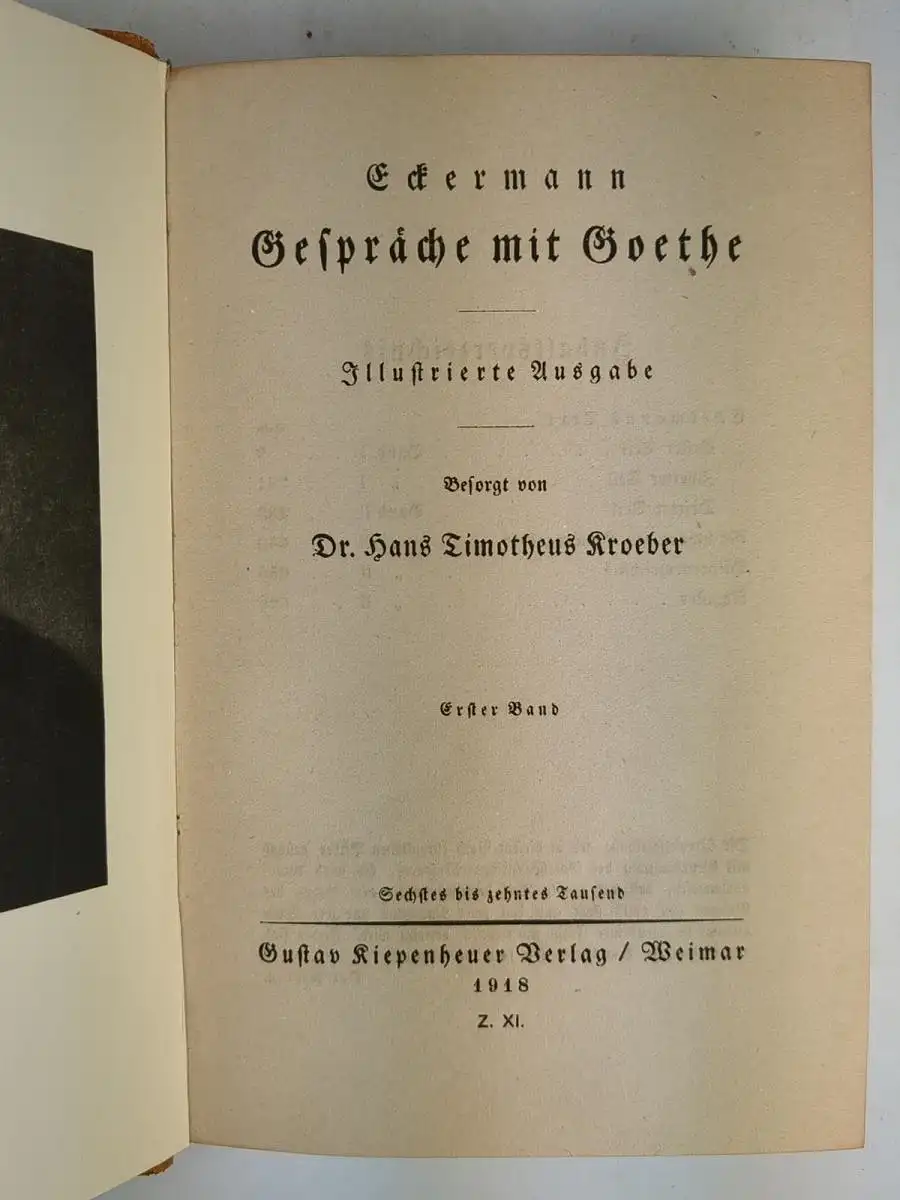 Eckermann
Gespräche mit Goethe
Illustrierte Ausgabe
Besorgt von
Dr. Hans Timotheus Kroeber
Erster Band
Sechstes bis zehntes Tausend
Gustav Kiepenheuer Verlag / Weimar
1918
Z. XI.